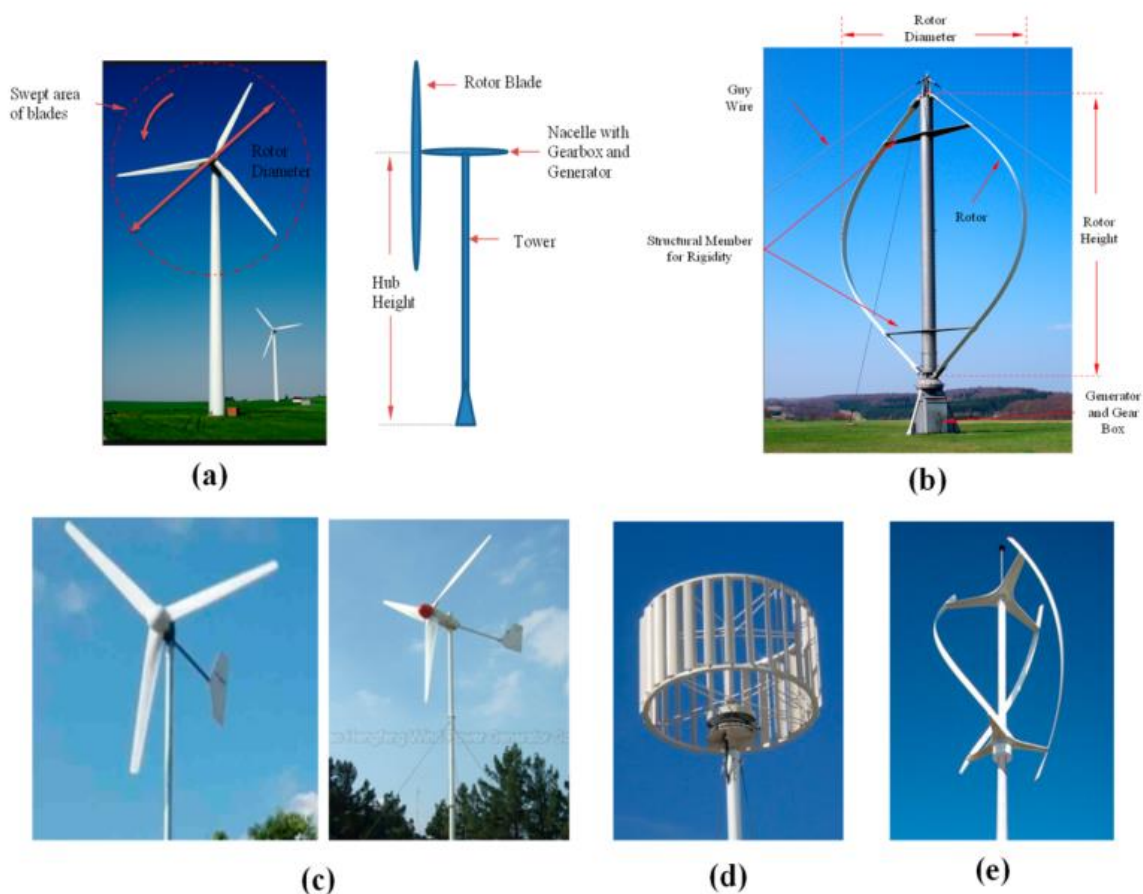 Swept area
of blades
Rotor
Diameter
Rotor Blade
Nacelle with
Gearbox and
Generator
Tower
Hub
Height
(a)
Rotor
Diameter
Guy
Wire
Rotor
Structural Member
for Rigidity
Rotor
Height
Generator
and Gear
Box
(b)
(c)
(d)
(e)